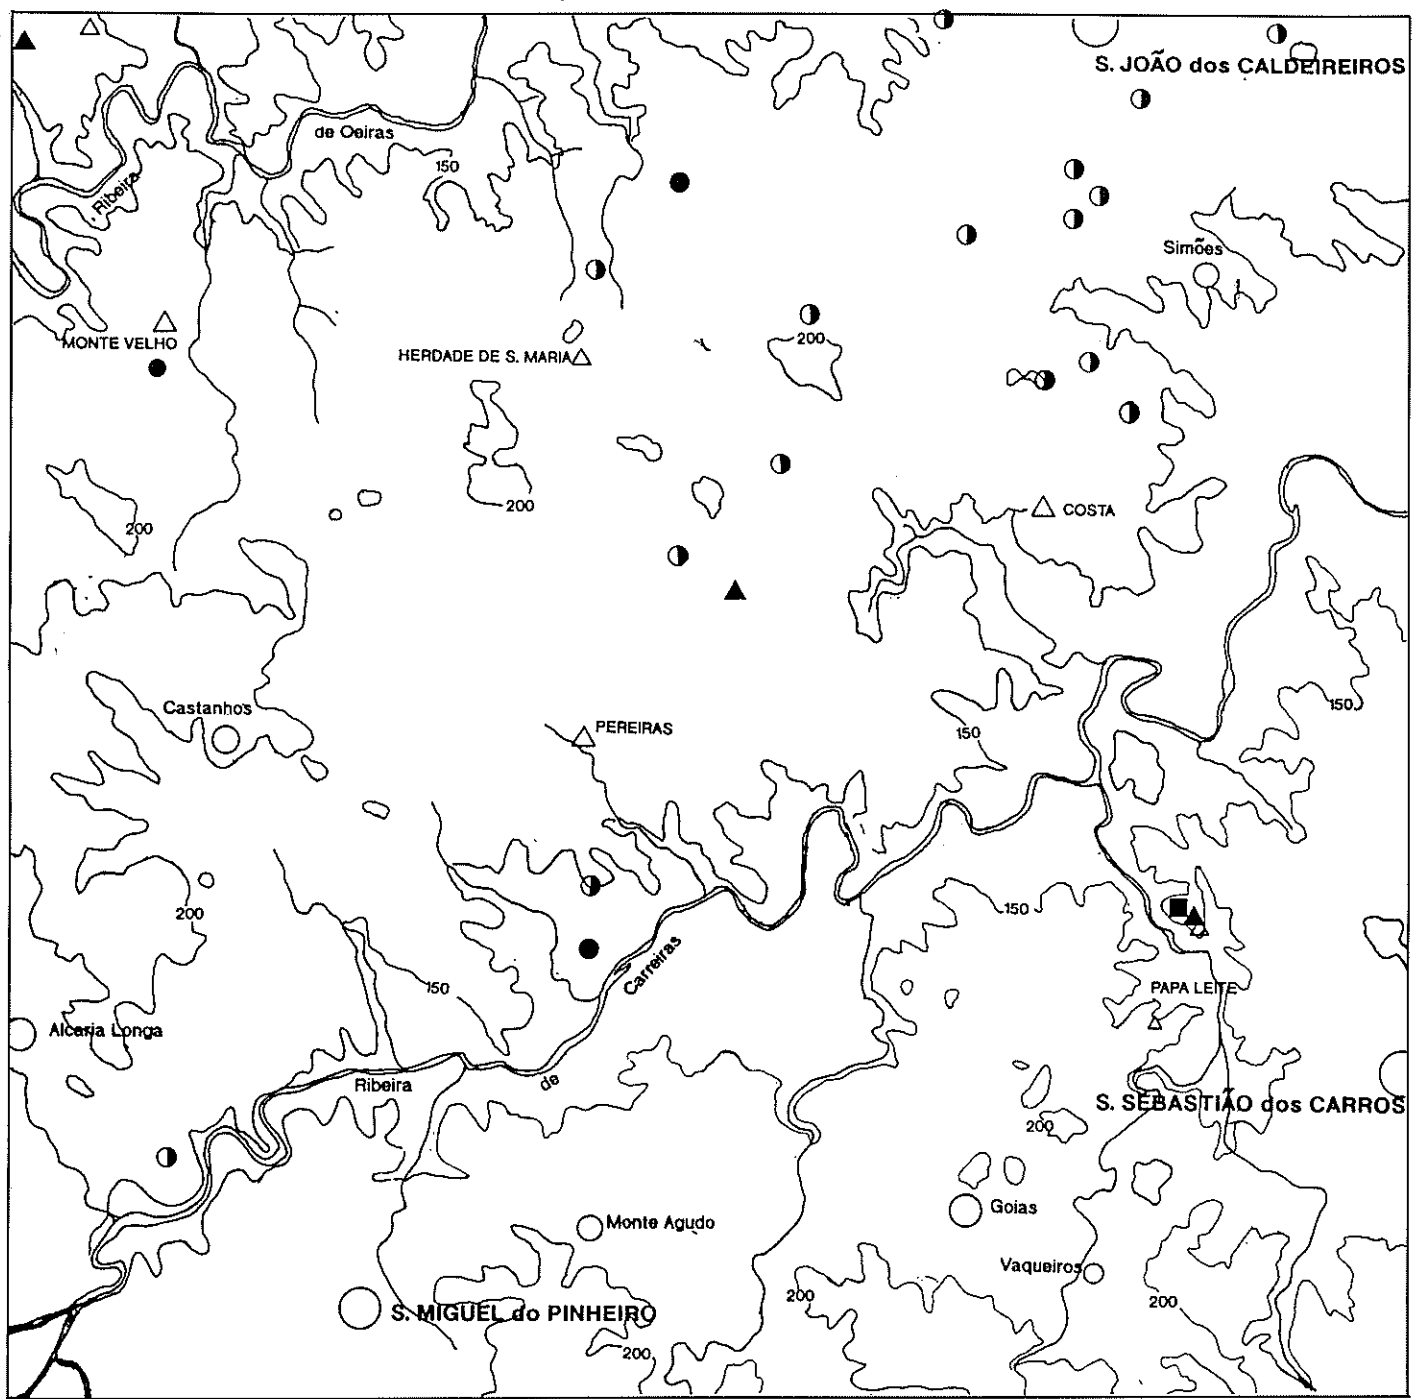 S. JOÃO dos CALDEIREIROS
de Oeiras
150
Ribeira
Simões
MONTE VELHO
HERDADE DE S. MARIA
200
200
200
COSTA
Castanhos
PEREIRAS
150
150
200
150
150
Carreiras
PAPA LEITE
Alcaria Longa
Ribeira
de
S. SEBASTIÃO dos CARROS
200
Goias
Monte Agudo
Vaqueiros
200
200
S. MIGUEL do PINHEIRO
200